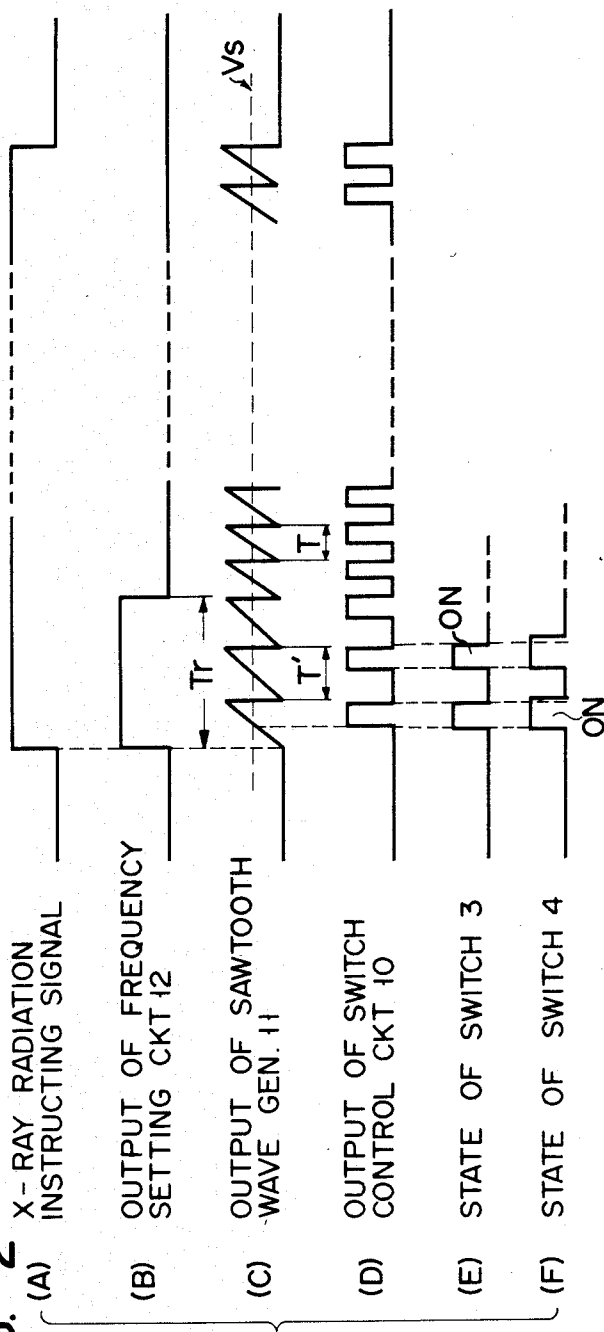 2
(A) X-RAY RADIATION
INSTRUCTING SIGNAL
(B) OUTPUT OF FREQUENCY
SETTING CKT 12
Tr
(C) OUTPUT OF SAWTOOTH
WAVE GEN. 11
Vs
T'
T
(D) OUTPUT OF SWITCH
CONTROL CKT 10
(E) STATE OF SWITCH 3
ON
(F) STATE OF SWITCH 4
ON